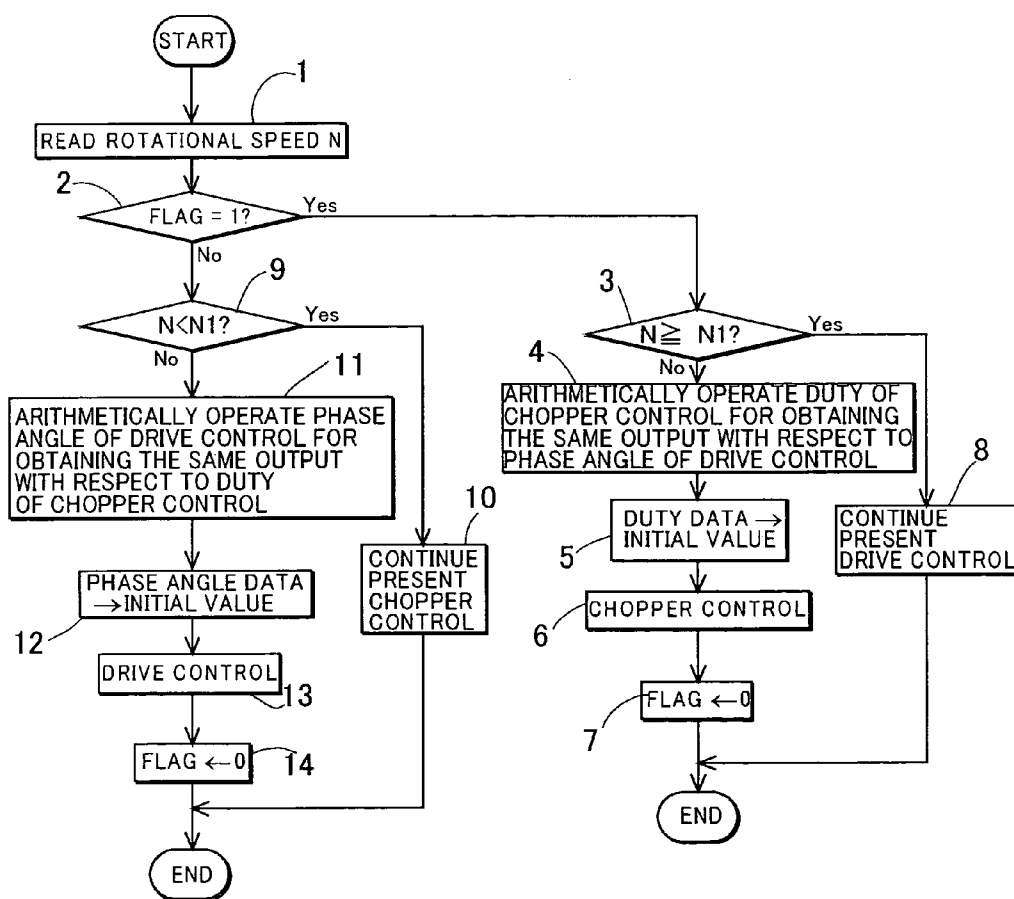 START
1
READ ROTATIONAL SPEED N
2
FLAG = 1?
Yes
No
9
N<N1?
Yes
No
11
ARITHMETICALLY OPERATE PHASE
ANGLE OF DRIVE CONTROL FOR
OBTAINING THE SAME OUTPUT
WITH RESPECT TO DUTY
OF CHOPPER CONTROL
10
CONTINUE
PRESENT
CHOPPER
CONTROL
PHASE ANGLE DATA
→INITIAL VALUE
12
DRIVE CONTROL
13
FLAG ←0
14
END
3
N≧ N1?
Yes
No
4
ARITHMETICALLY OPERATE DUTY OF
CHOPPER CONTROL FOR OBTAINING
THE SAME OUTPUT WITH RESPECT TO
PHASE ANGLE OF DRIVE CONTROL
8
CONTINUE
PRESENT
DRIVE CONTROL
DUTY DATA →
INITIAL VALUE
5
CHOPPER CONTROL
6
FLAG ←0
7
END